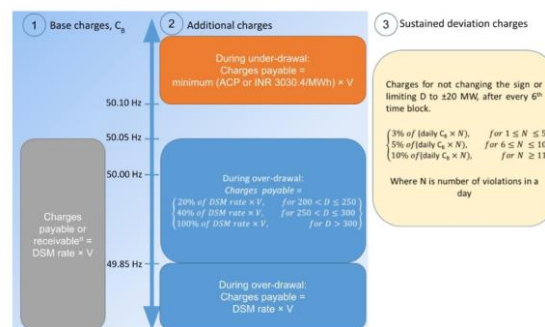 1 Base charges, C_B
2 Additional charges
3 Sustained deviation charges
During under-drawal:
Charges payable =
minimum (ACP or INR 3030.4/MWh) × V
50.10 Hz
50.05 Hz
50.00 Hz
49.85 Hz
Charges
payable or
receivable =
DSM rate × V
During over-drawal:
Charges payable =
20% of DSM rate × V, for 200 < D ≤ 250
40% of DSM rate × V, for 250 < D ≤ 300
100% of DSM rate × V, for D > 300
During over-drawal:
Charges payable =
DSM rate × V
Charges for not changing the sign or
limiting D to ±20 MW, after every 6th
time block.
3% of (daily C_B × N), for 1 ≤ N ≤ 5
5% of (daily C_B × N), for 6 ≤ N ≤ 10
10% of (daily C_B × N), for N ≥ 11
Where N is number of violations in a
day